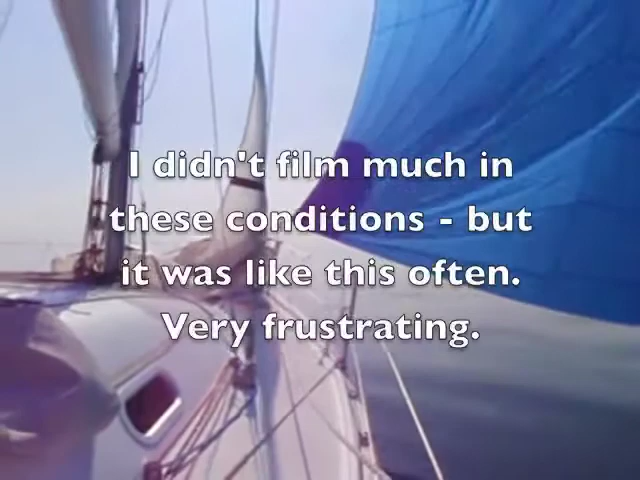 I didn't film much in
these conditions - but
it was like this often.
Very frustrating.